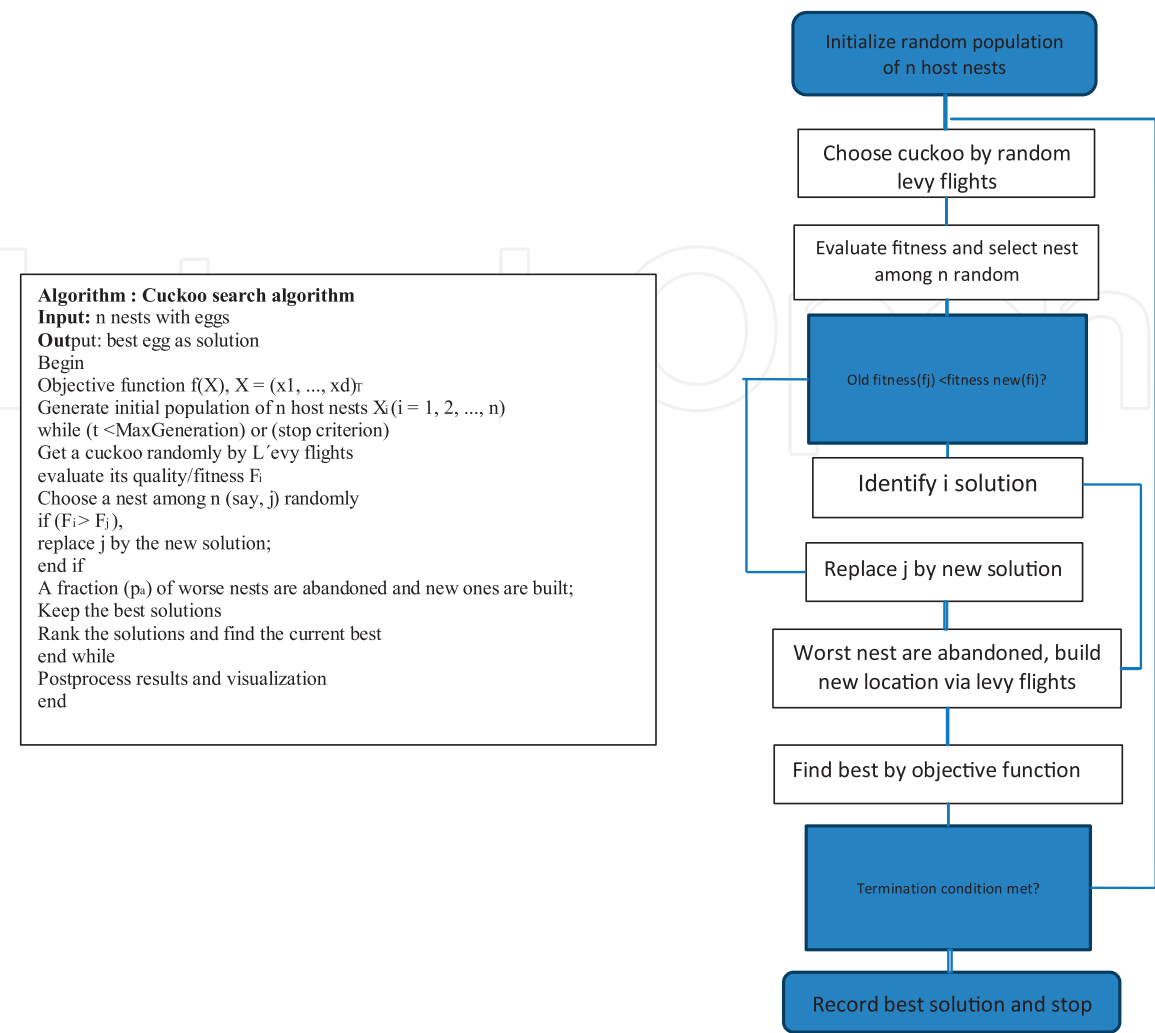 Algorithm : Cuckoo search algorithm
Input: n nests with eggs
Output: best egg as solution
Begin
Objective function f(X), X = (x1, ..., xd)T
Generate initial population of n host nests Xi (i = 1, 2, ..., n)
while (t <MaxGeneration) or (stop criterion)
Get a cuckoo randomly by L´evy flights
evaluate its quality/fitness Fi
Choose a nest among n (say, j) randomly
if (Fi > Fj ),
replace j by the new solution;
end if
A fraction (pa) of worse nests are abandoned and new ones are built;
Keep the best solutions
Rank the solutions and find the current best
end while
Postprocess results and visualization
end
Initialize random population
of n host nests
Choose cuckoo by random
levy flights
Evaluate fitness and select nest
among n random
Old fitness(fj) <fitness new(fi)?
Identify i solution
Replace j by new solution
Worst nest are abandoned, build
new location via levy flights
Find best by objective function
Termination condition met?
Record best solution and stop